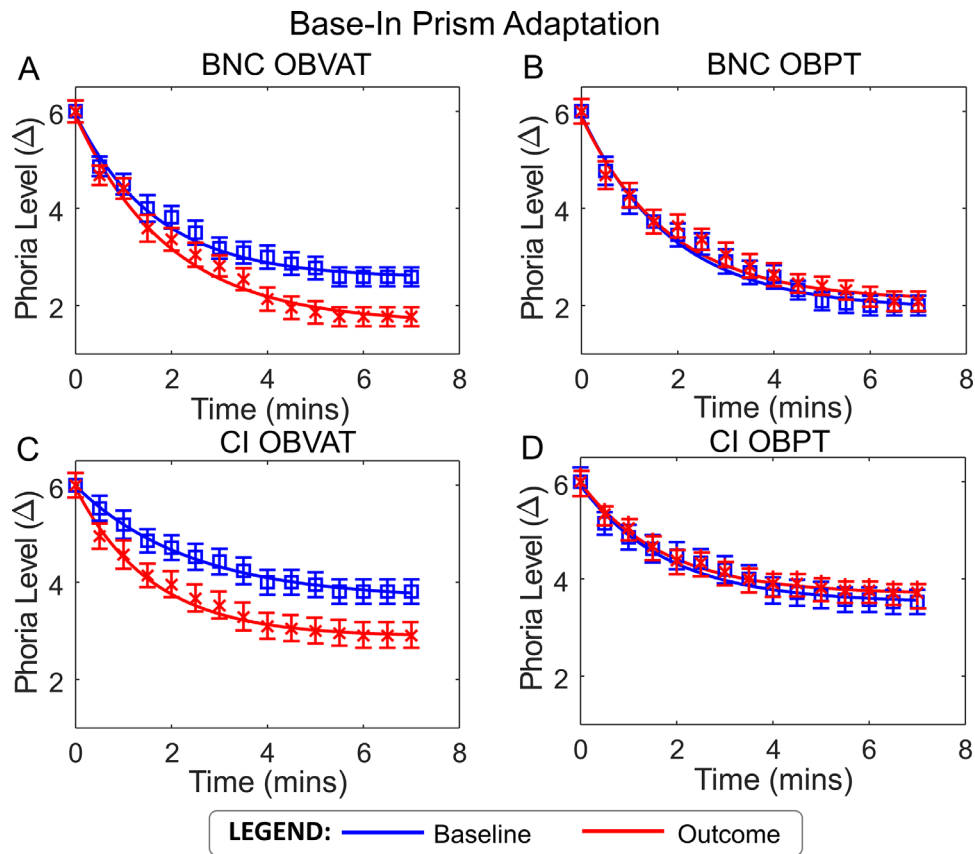 Base-In Prism Adaptation
A
BNC OBVAT
Phoria Level (Δ)
6
4
2
0 2 4 6 8
Time (mins)
B
BNC OBPT
Phoria Level (Δ)
6
4
2
0 2 4 6 8
Time (mins)
C
CI OBVAT
Phoria Level (Δ)
6
4
2
0 2 4 6 8
Time (mins)
D
CI OBPT
Phoria Level (Δ)
6
4
2
0 2 4 6 8
Time (mins)
LEGEND: Baseline Outcome